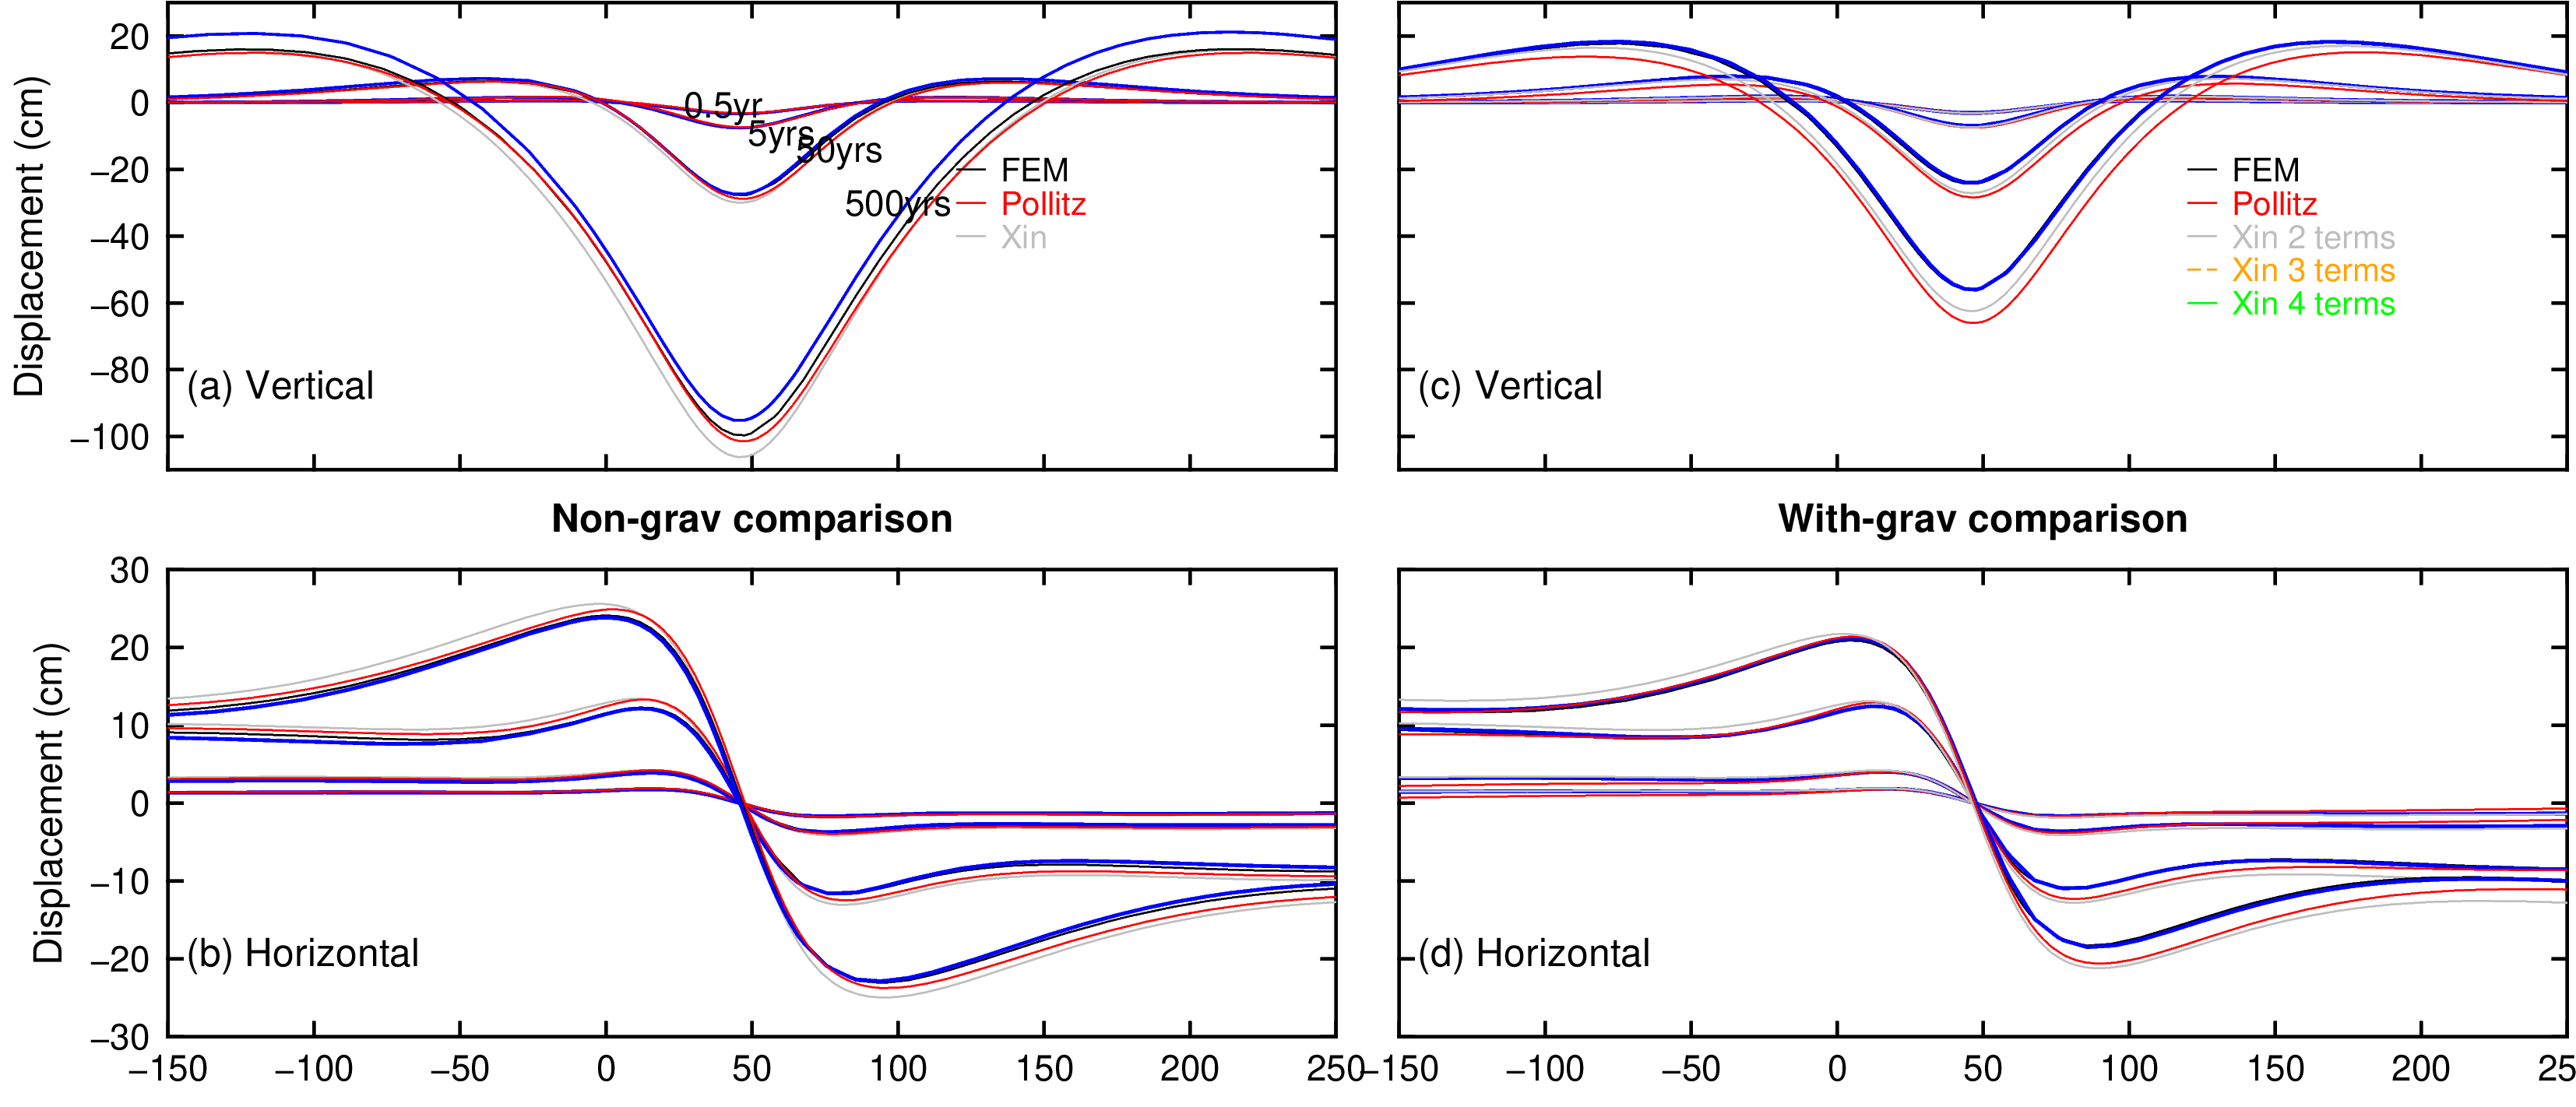 20
0
−20
−40
−60
−80
−100
Displacement (cm)
0.5yr
5yrs
50yrs
500yrs
FEM
Pollitz
Xin
(a) Vertical
FEM
Pollitz
Xin 2 terms
Xin 3 terms
Xin 4 terms
(c) Vertical
Non-grav comparison
With-grav comparison
30
20
10
0
−10
−20
−30
Displacement (cm)
(b) Horizontal
−150 −100 −50 0 50 100 150 200 250
(d) Horizontal
−150 −100 −50 0 50 100 150 200 25